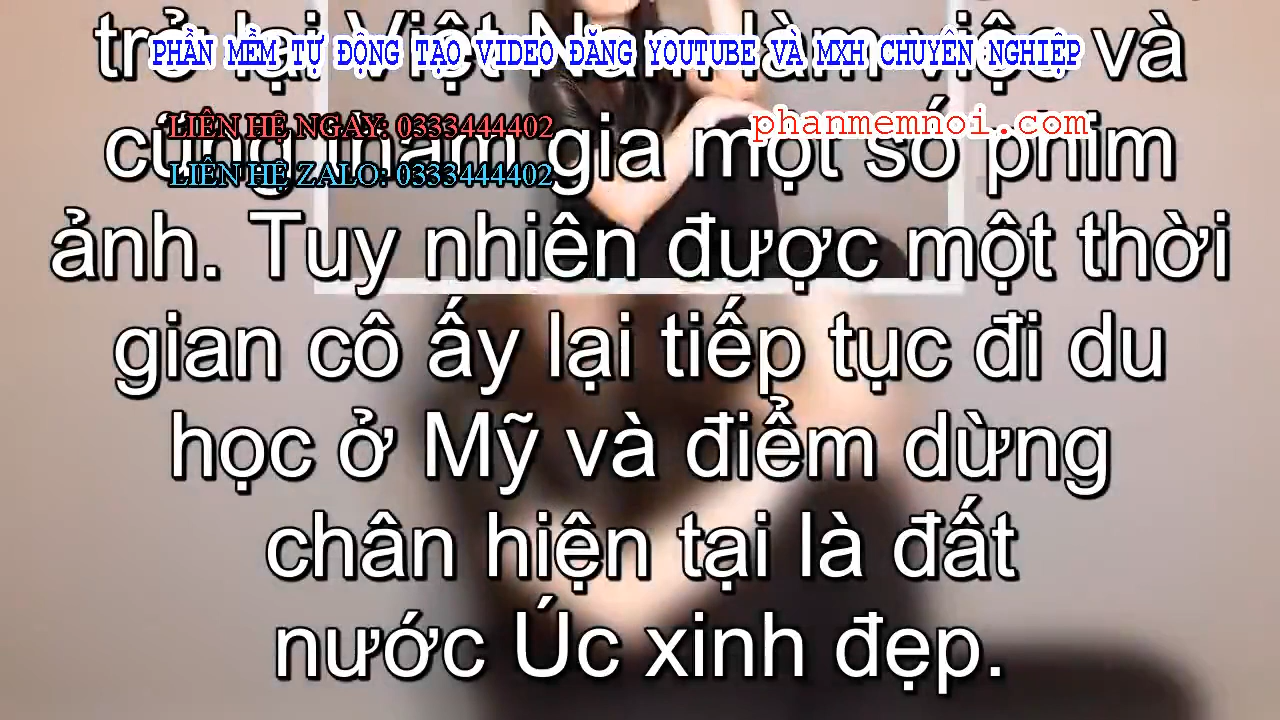 trở lại Việt Nam làm việc và
PHẦN MỀM TỰ ĐỘNG TẠO VIDEO ĐĂNG YOUTUBE VÀ MXH CHUYÊN NGHIỆP
LIÊN HỆ NGAY: 0333444402
phanmemnoi.com
cũng tham gia một số phim
LIÊN HỆ ZALO: 0333444402
ảnh. Tuy nhiên được một thời
gian cô ấy lại tiếp tục đi du
học ở Mỹ và điểm dừng
chân hiện tại là đất
nước Úc xinh đẹp.